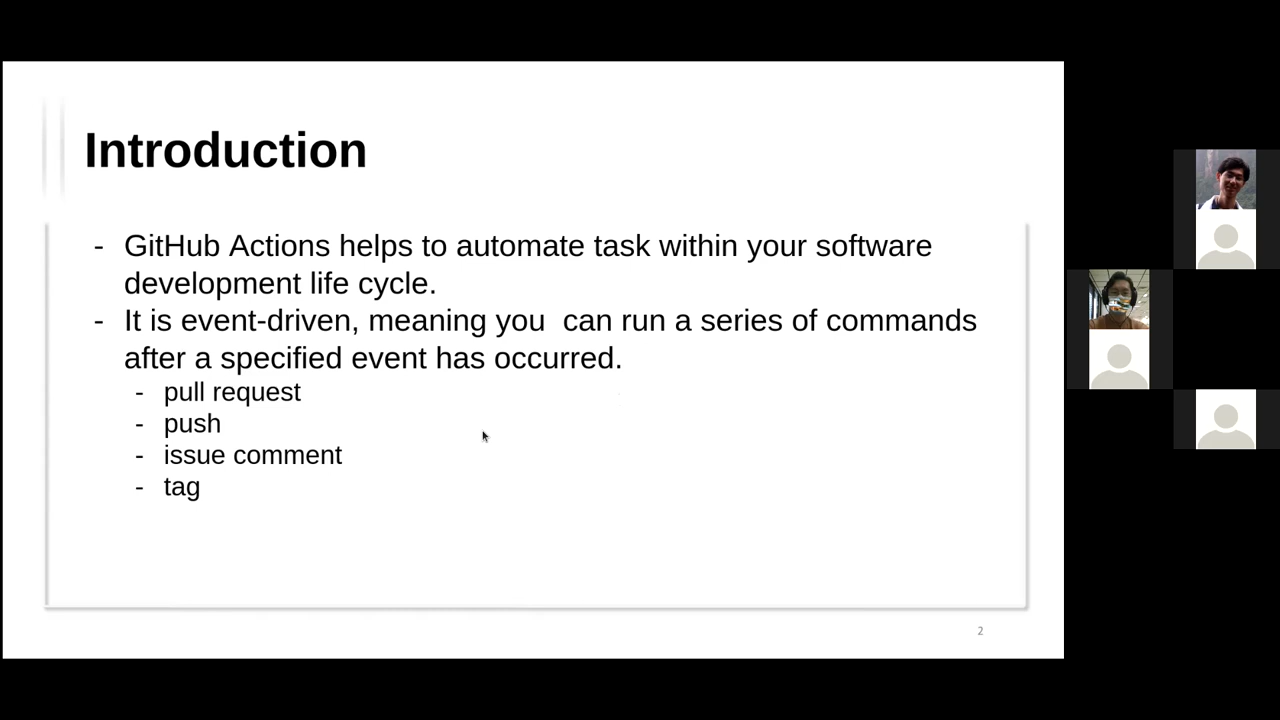 Introduction
- GitHub Actions helps to automate task within your software
development life cycle.
- It is event-driven, meaning you  can run a series of commands
after a specified event has occurred.
- pull request
- push
- issue comment
- tag
2